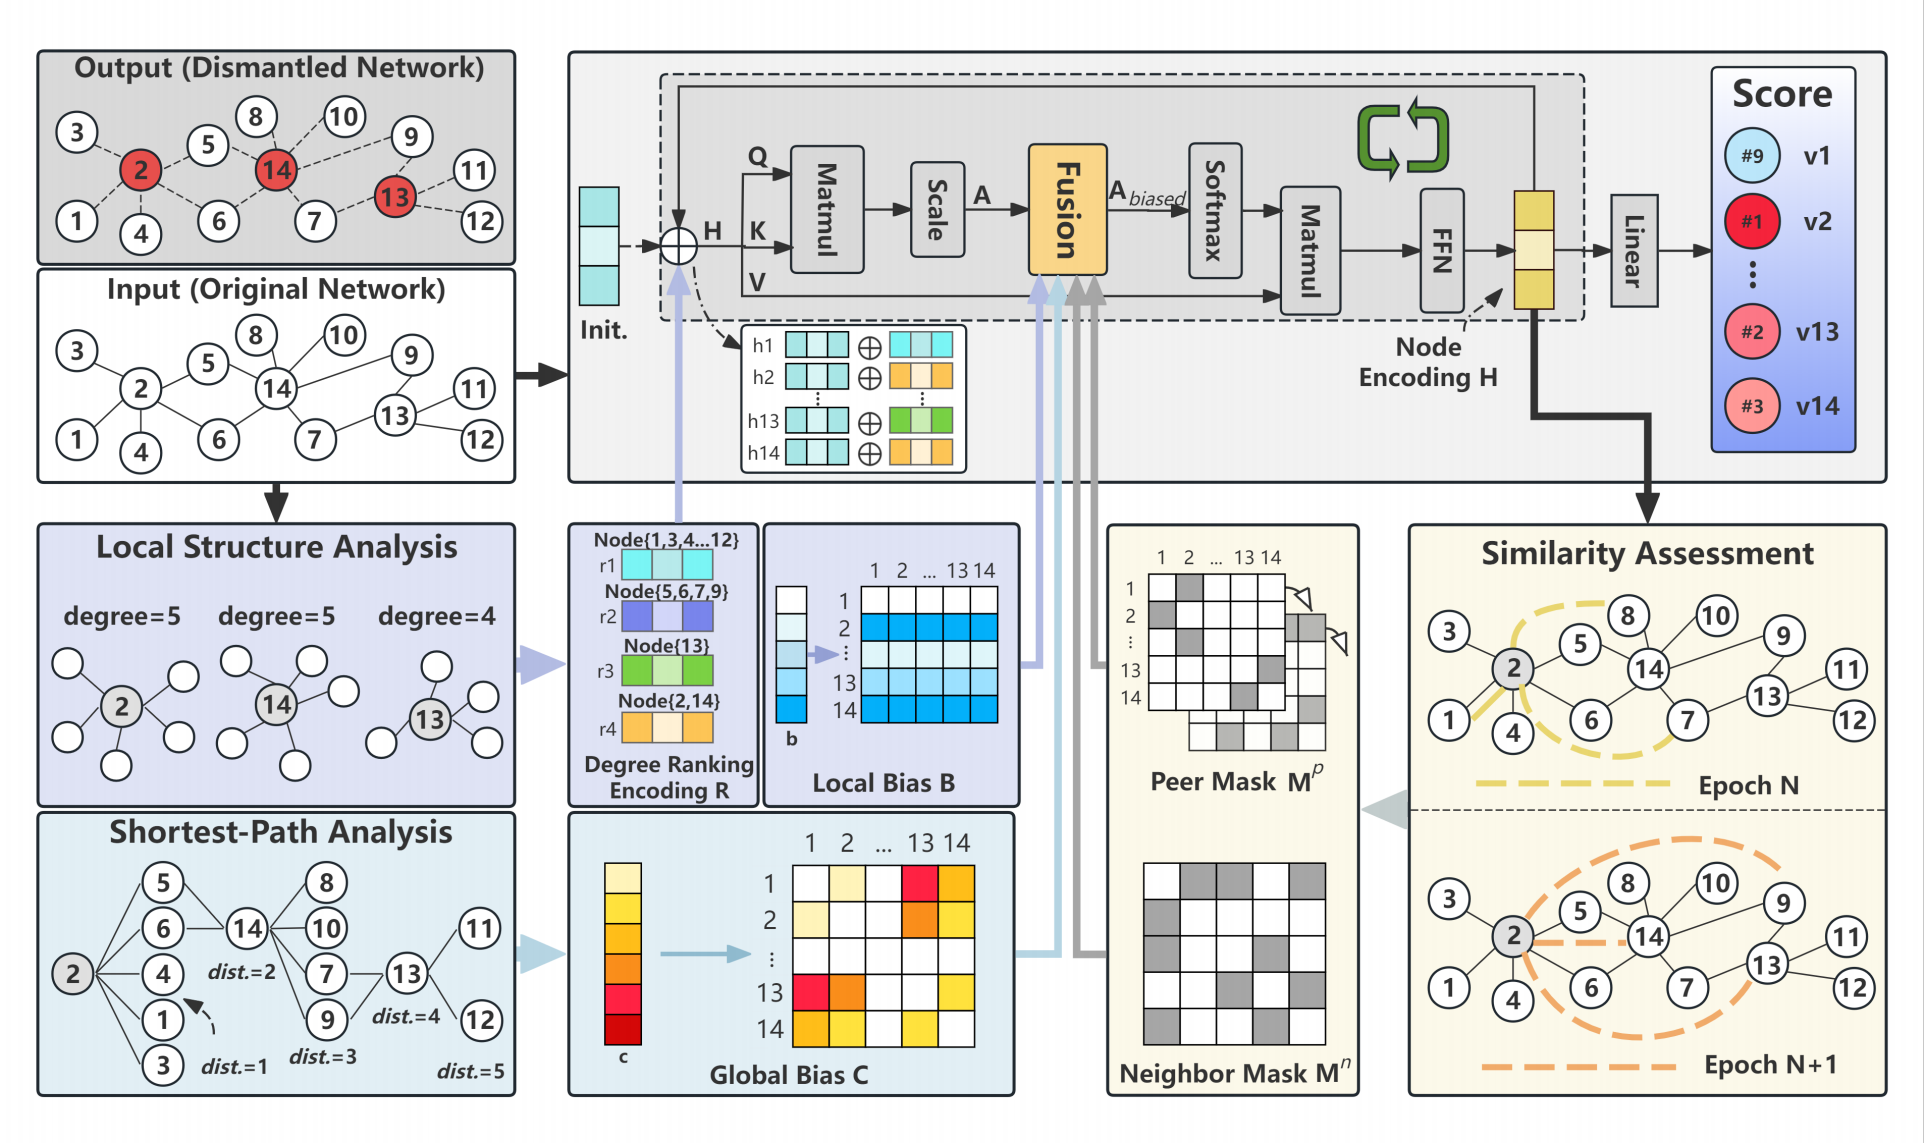 Output (Dismantled Network)
3
8
10
9
5
2
14
11
13
1
4
6
7
12
Input (Original Network)
3
8
10
9
5
2
14
11
13
1
4
6
7
12
Init.
H
Q
K
V
Matmul
Scale
A
Fusion
A biased
Softmax
Matmul
FFN
Linear
Node
Encoding H
h1
h2
h13
h14
Score
#9 v1
#1 v2
#2 v13
#3 v14
Local Structure Analysis
degree=5 degree=5 degree=4
2
14
13
Node{1,3,4...12}
r1
Node{5,6,7,9}
r2
Node{13}
r3
Node{2,14}
r4
Degree Ranking
Encoding R
b
1 2 ... 13 14
1
2
13
14
Local Bias B
Shortest-Path Analysis
5
8
6
14
10
11
2
4
dist.=2
7
13
1
9
dist.=4
12
3
dist.=1
dist.=3
dist.=5
c
1 2 ... 13 14
1
2
13
14
Global Bias C
1 2 ... 13 14
1
2
13
14
Peer Mask Mᵖ
Neighbor Mask Mⁿ
Similarity Assessment
3
8
10
9
5
2
14
11
13
1
4
6
7
12
Epoch N
3
8
10
9
5
2
14
11
13
1
4
6
7
12
Epoch N+1